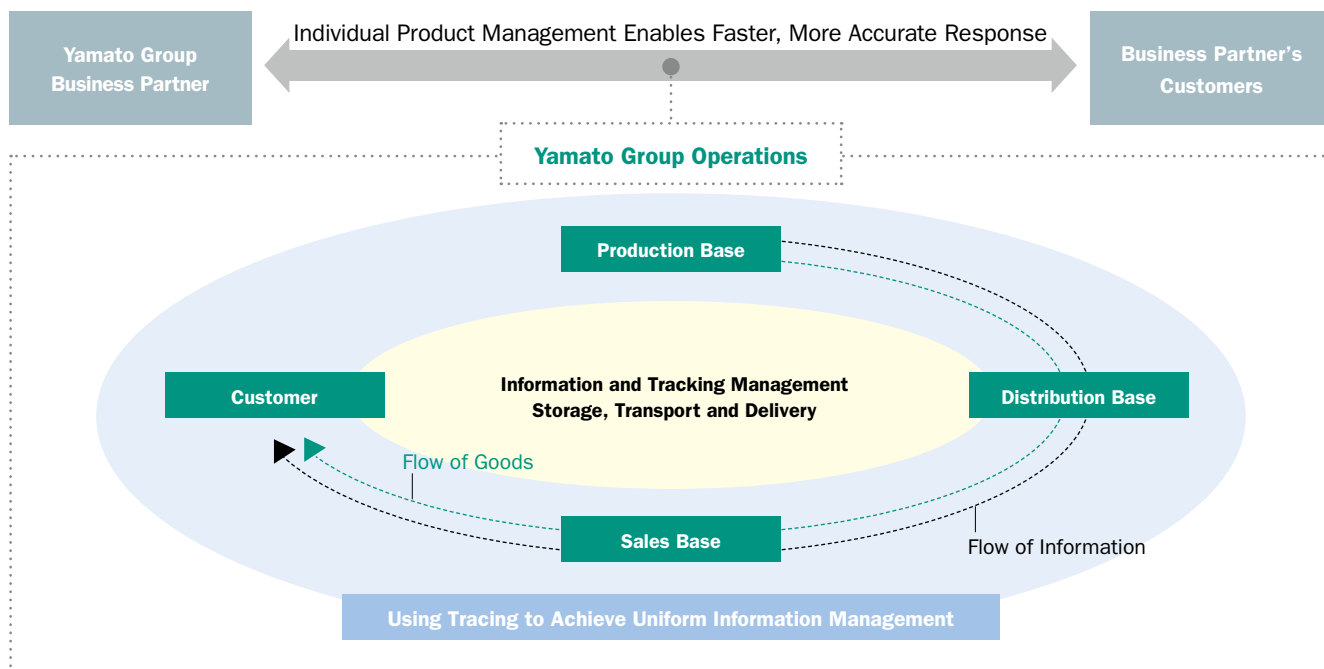 Individual Product Management Enables Faster, More Accurate Response
Yamato Group
Business Partner
Business Partner's
Customers
Yamato Group Operations
Production Base
Customer
Information and Tracking Management
Storage, Transport and Delivery
Distribution Base
Flow of Goods
Sales Base
Flow of Information
Using Tracing to Achieve Uniform Information Management